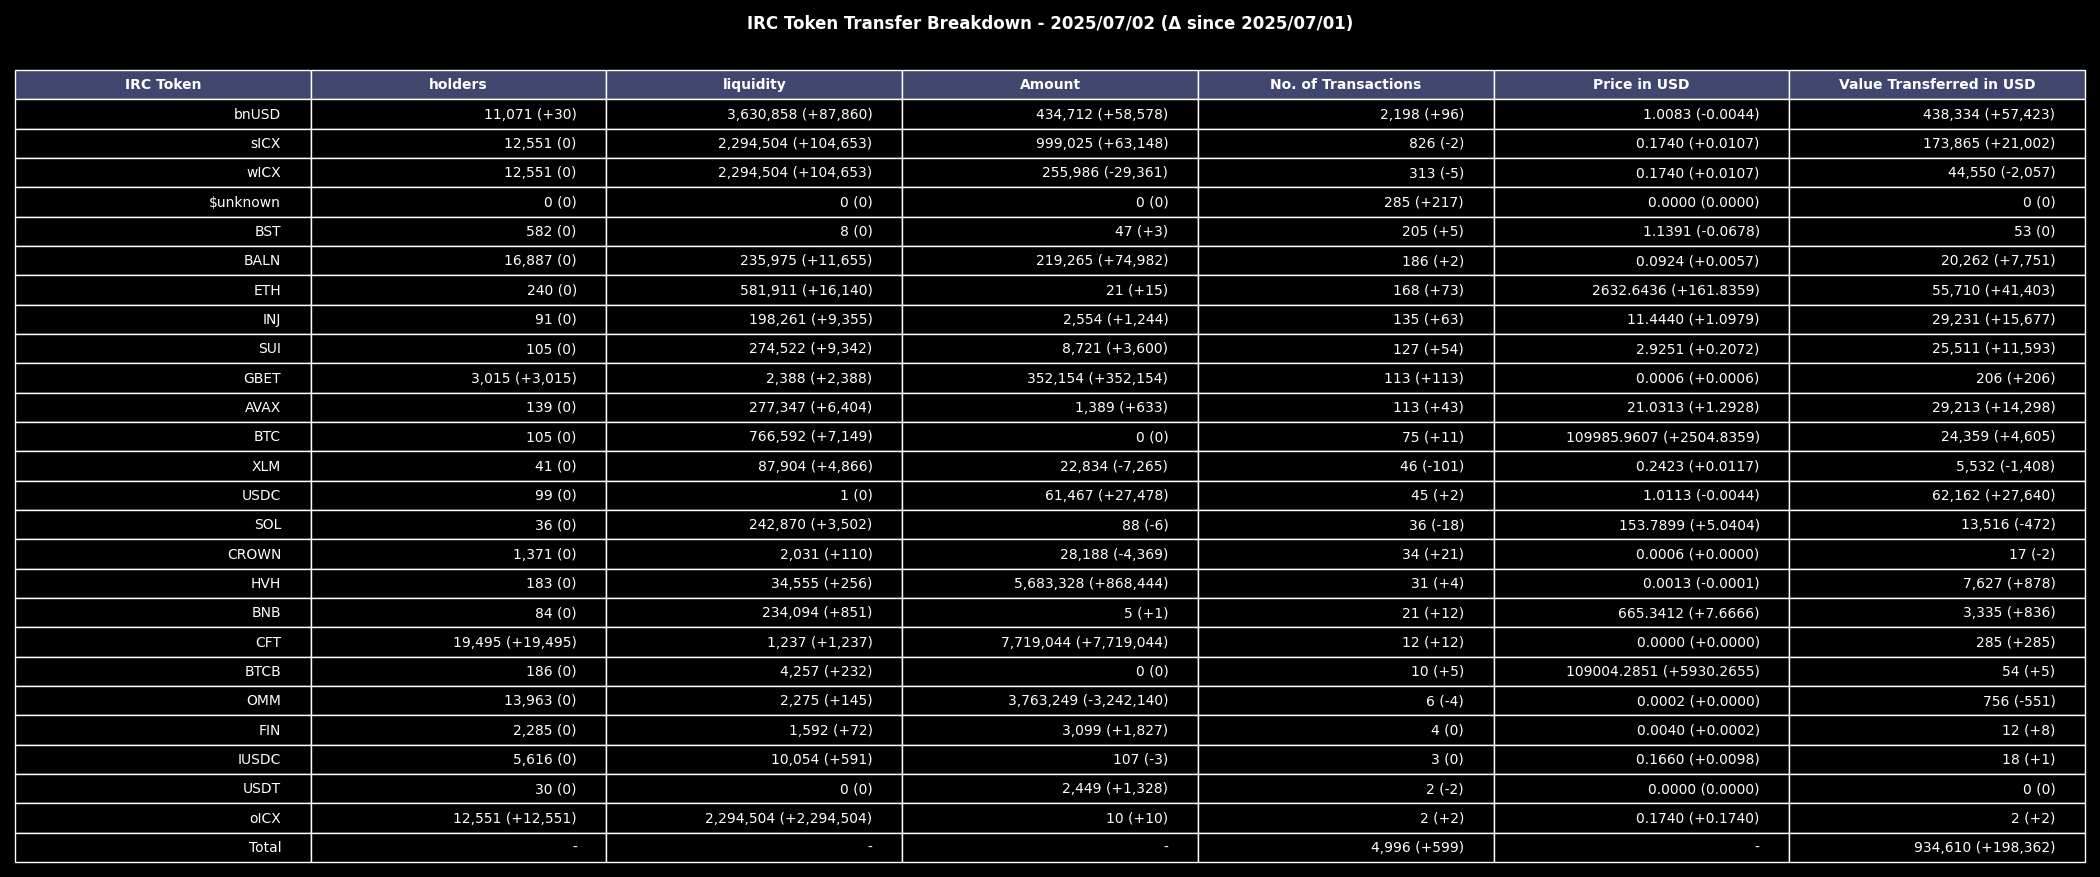 IRC Token Transfer Breakdown - 2025/07/02 (Δ since 2025/07/01)
IRC Token holders liquidity Amount No. of Transactions Price in USD Value Transferred in USD
bnUSD 11,071 (+30) 3,630,858 (+87,860) 434,712 (+58,578) 2,198 (+96) 1.0083 (-0.0044) 438,334 (+57,423)
sICX 12,551 (0) 2,294,504 (+104,653) 999,025 (+63,148) 826 (-2) 0.1740 (+0.0107) 173,865 (+21,002)
wICX 12,551 (0) 2,294,504 (+104,653) 255,986 (-29,361) 313 (-5) 0.1740 (+0.0107) 44,550 (-2,057)
$unknown 0 (0) 0 (0) 0 (0) 285 (+217) 0.0000 (0.0000) 0 (0)
BST 582 (0) 8 (0) 47 (+3) 205 (+5) 1.1391 (-0.0678) 53 (0)
BALN 16,887 (0) 235,975 (+11,655) 219,265 (+74,982) 186 (+2) 0.0924 (+0.0057) 20,262 (+7,751)
ETH 240 (0) 581,911 (+16,140) 21 (+15) 168 (+73) 2632.6436 (+161.8359) 55,710 (+41,403)
INJ 91 (0) 198,261 (+9,355) 2,554 (+1,244) 135 (+63) 11.4440 (+1.0979) 29,231 (+15,677)
SUI 105 (0) 274,522 (+9,342) 8,721 (+3,600) 127 (+54) 2.9251 (+0.2072) 25,511 (+11,593)
GBET 3,015 (+3,015) 2,388 (+2,388) 352,154 (+352,154) 113 (+113) 0.0006 (+0.0006) 206 (+206)
AVAX 139 (0) 277,347 (+6,404) 1,389 (+633) 113 (+43) 21.0313 (+1.2928) 29,213 (+14,298)
BTC 105 (0) 766,592 (+7,149) 0 (0) 75 (+11) 109985.9607 (+2504.8359) 24,359 (+4,605)
XLM 41 (0) 87,904 (+4,866) 22,834 (-7,265) 46 (-101) 0.2423 (+0.0117) 5,532 (-1,408)
USDC 99 (0) 1 (0) 61,467 (+27,478) 45 (+2) 1.0113 (-0.0044) 62,162 (+27,640)
SOL 36 (0) 242,870 (+3,502) 88 (-6) 36 (-18) 153.7899 (+5.0404) 13,516 (-472)
CROWN 1,371 (0) 2,031 (+110) 28,188 (-4,369) 34 (+21) 0.0006 (+0.0000) 17 (-2)
HVH 183 (0) 34,555 (+256) 5,683,328 (+868,444) 31 (+4) 0.0013 (-0.0001) 7,627 (+878)
BNB 84 (0) 234,094 (+851) 5 (+1) 21 (+12) 665.3412 (+7.6666) 3,335 (+836)
CFT 19,495 (+19,495) 1,237 (+1,237) 7,719,044 (+7,719,044) 12 (+12) 0.0000 (+0.0000) 285 (+285)
BTCB 186 (0) 4,257 (+232) 0 (0) 10 (+5) 109004.2851 (+5930.2655) 54 (+5)
OMM 13,963 (0) 2,275 (+145) 3,763,249 (-3,242,140) 6 (-4) 0.0002 (+0.0000) 756 (-551)
FIN 2,285 (0) 1,592 (+72) 3,099 (+1,827) 4 (0) 0.0040 (+0.0002) 12 (+8)
IUSDC 5,616 (0) 10,054 (+591) 107 (-3) 3 (0) 0.1660 (+0.0098) 18 (+1)
USDT 30 (0) 0 (0) 2,449 (+1,328) 2 (-2) 0.0000 (0.0000) 0 (0)
oICX 12,551 (+12,551) 2,294,504 (+2,294,504) 10 (+10) 2 (+2) 0.1740 (+0.1740) 2 (+2)
Total - - - 4,996 (+599) - 934,610 (+198,362)